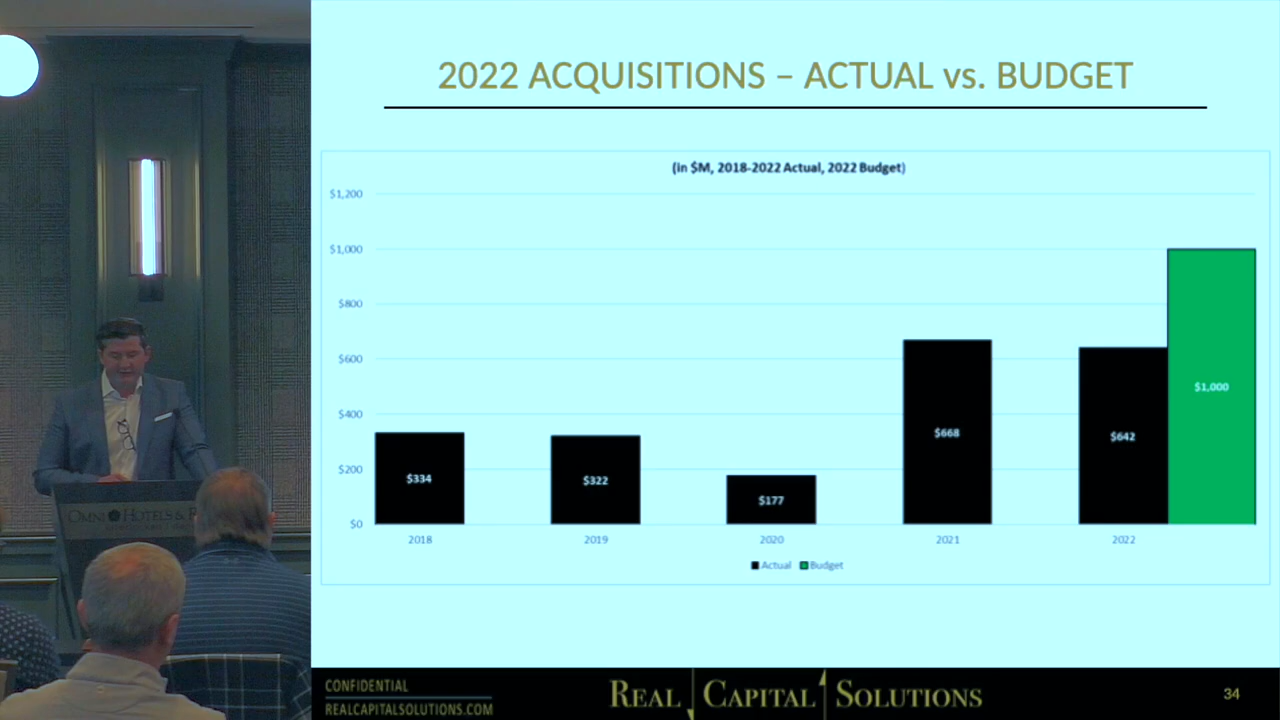 2022 ACQUISITIONS – ACTUAL vs. BUDGET
(in $M, 2018-2022 Actual, 2022 Budget)
$1,200
$1,000
$800
$600
$400
$200
$0
$334
$322
$177
$668
$642
$1,000
2018
2019
2020
2021
2022
Actual
Budget
OMNI HOTELS &
CONFIDENTIAL
REALCAPITALSOLUTIONS.COM
REAL CAPITAL SOLUTIONS
34